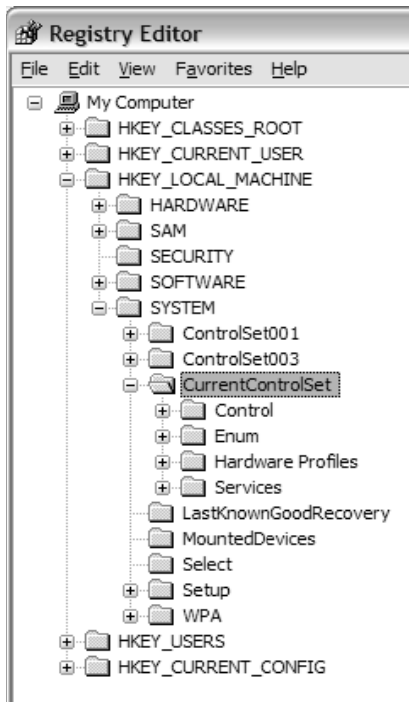 Registry Editor
File Edit View Favorites Help
My Computer
HKEY_CLASSES_ROOT
HKEY_CURRENT_USER
HKEY_LOCAL_MACHINE
HARDWARE
SAM
SECURITY
SOFTWARE
SYSTEM
ControlSet001
ControlSet003
CurrentControlSet
Control
Enum
Hardware Profiles
Services
LastKnownGoodRecovery
MountedDevices
Select
Setup
WPA
HKEY_USERS
HKEY_CURRENT_CONFIG